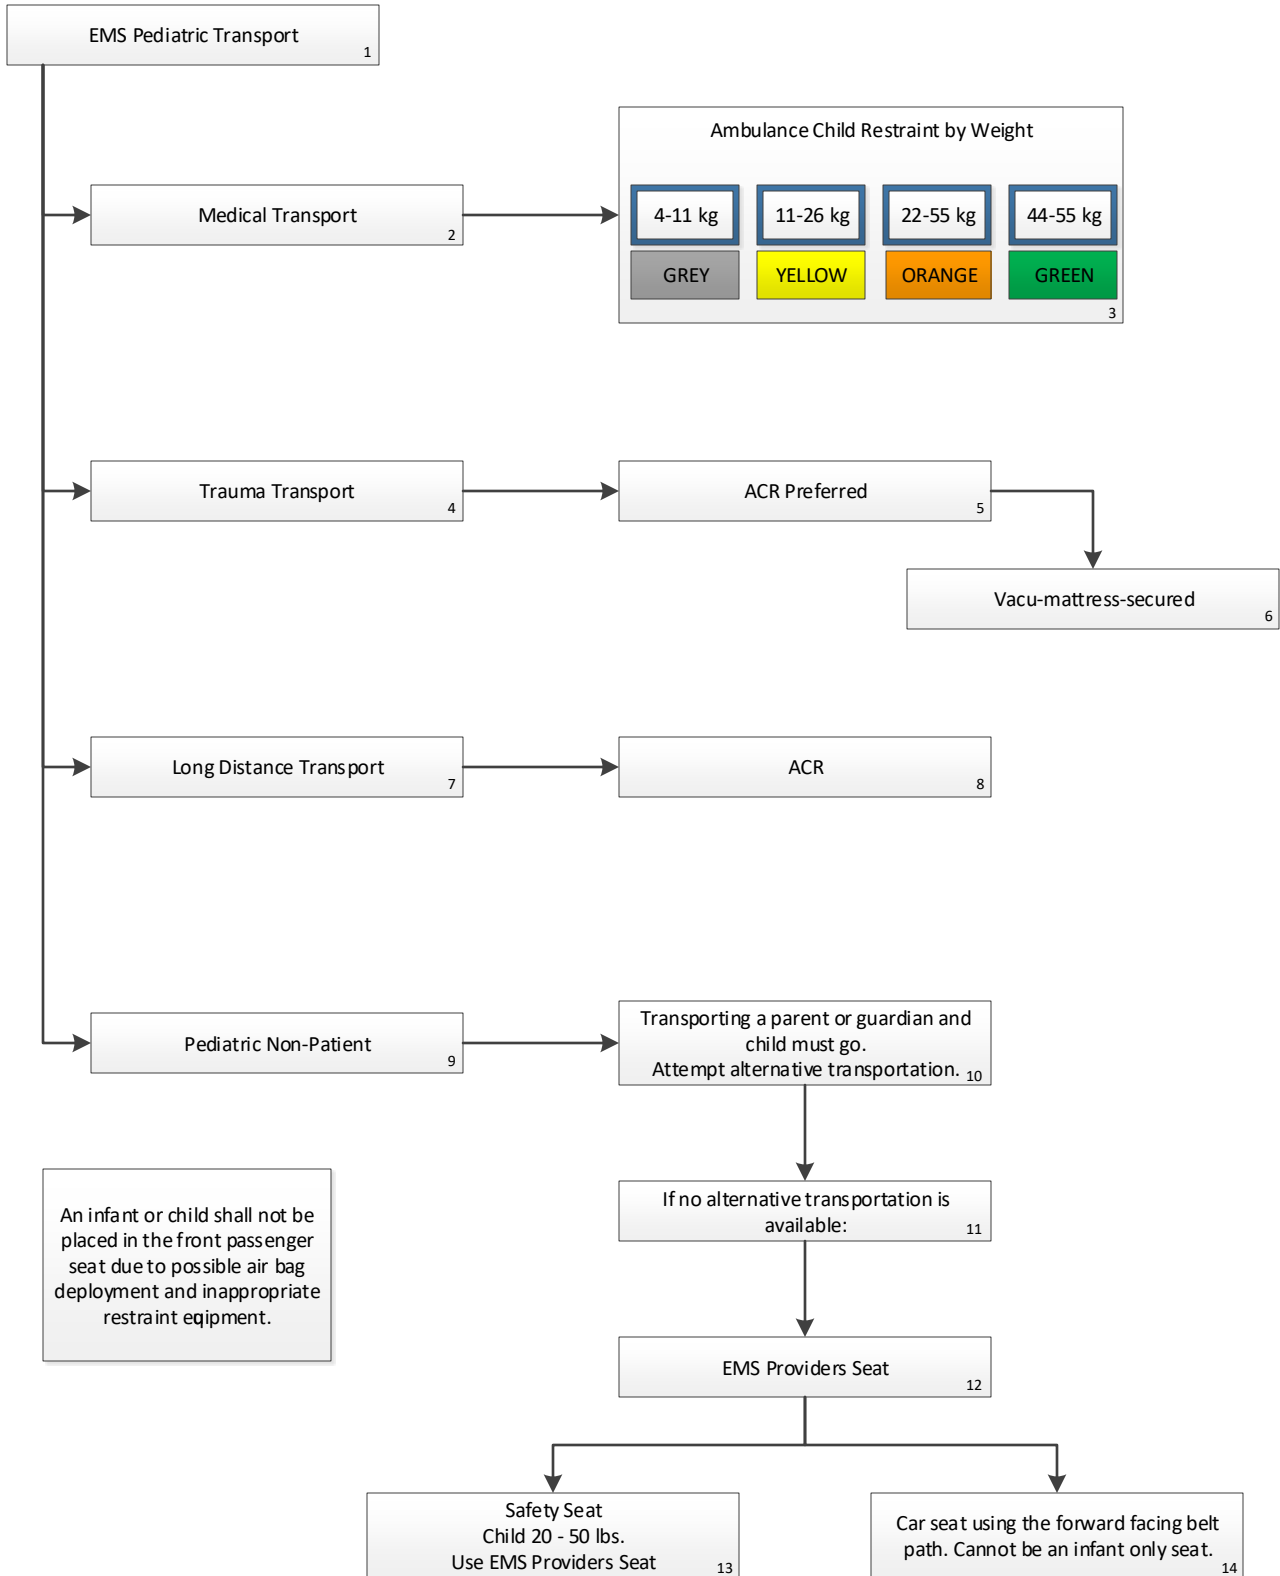 EMS Pediatric Transport
1
Ambulance Child Restraint by Weight
Medical Transport
2
4-11 kg
11-26 kg
22-55 kg
44-55 kg
GREY
YELLOW
ORANGE
GREEN
3
Trauma Transport
4
ACR Preferred
5
Vacu-mattress-secured
6
Long Distance Transport
7
ACR
8
Pediatric Non-Patient
9
Transporting a parent or guardian and
child must go.
Attempt alternative transportation.
10
An infant or child shall not be
placed in the front passenger
seat due to possible air bag
deployment and inappropriate
restraint eqipment.
If no alternative transportation is
available:
11
EMS Providers Seat
12
Safety Seat
Child 20 - 50 lbs.
Use EMS Providers Seat
13
Car seat using the forward facing belt
path. Cannot be an infant only seat.
14